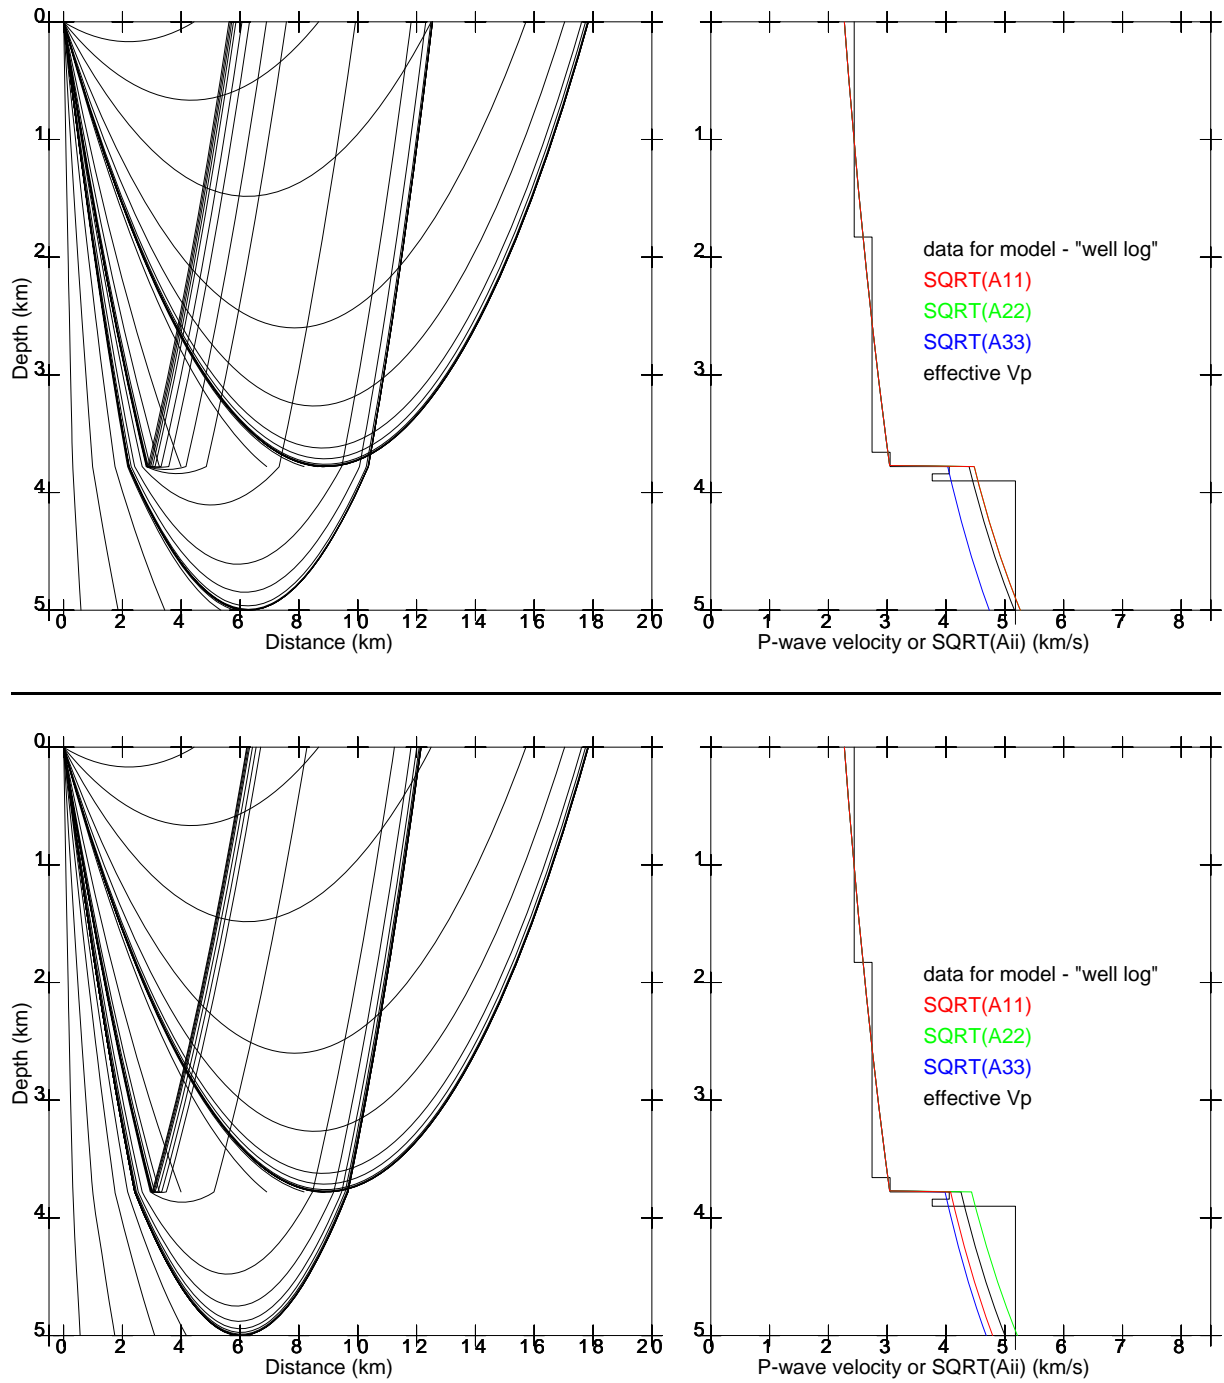 0
1
2
3
4
5
Depth (km)
0 2 4 6 8 10 12 14 16 18 20
Distance (km)
1
2
3
4
5
data for model - "well log"
SQRT(A11)
SQRT(A22)
SQRT(A33)
effective Vp
0 1 2 3 4 5 6 7 8
P-wave velocity or SQRT(Aii) (km/s)
0
1
2
3
4
5
Depth (km)
0 2 4 6 8 10 12 14 16 18 20
Distance (km)
1
2
3
4
5
data for model - "well log"
SQRT(A11)
SQRT(A22)
SQRT(A33)
effective Vp
0 1 2 3 4 5 6 7 8
P-wave velocity or SQRT(Aii) (km/s)